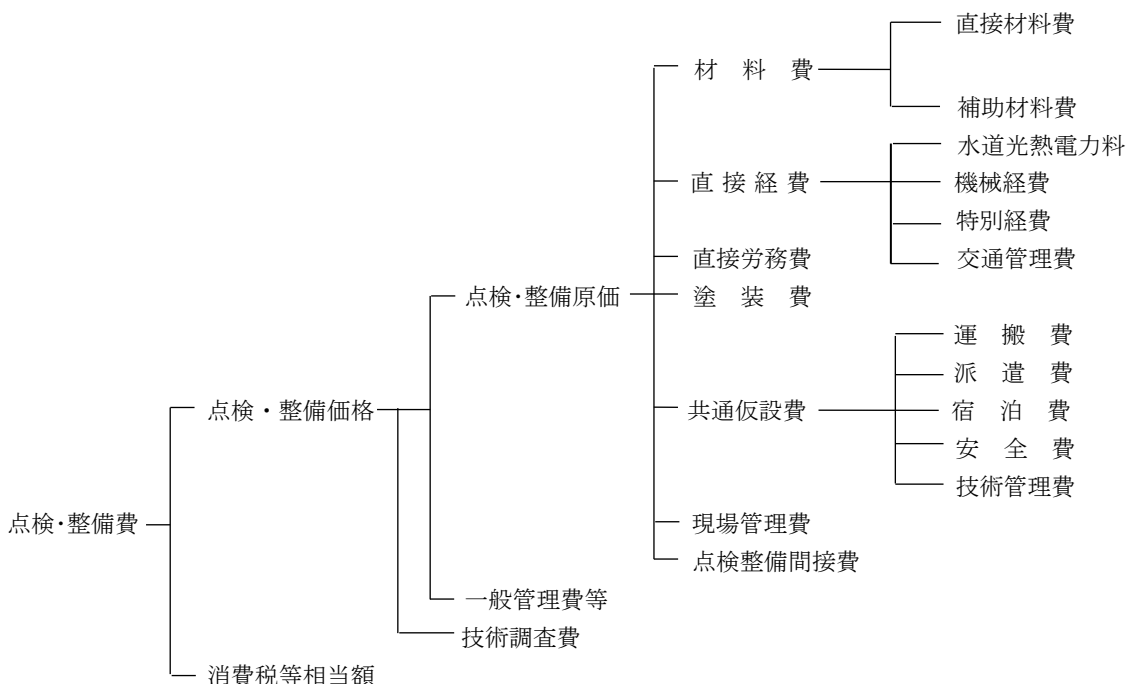 直接材料費
材　料　費
補助材料費
水道光熱電力料
直 接 経 費
機械経費
特別経費
直接労務費
交通管理費
点検･整備原価
塗　装　費
運　搬　費
派　遣　費
点検・整備価格
共通仮設費
宿　泊　費
安　全　費
技術管理費
点検･整備費
現場管理費
点検整備間接費
一般管理費等
技術調査費
消費税等相当額